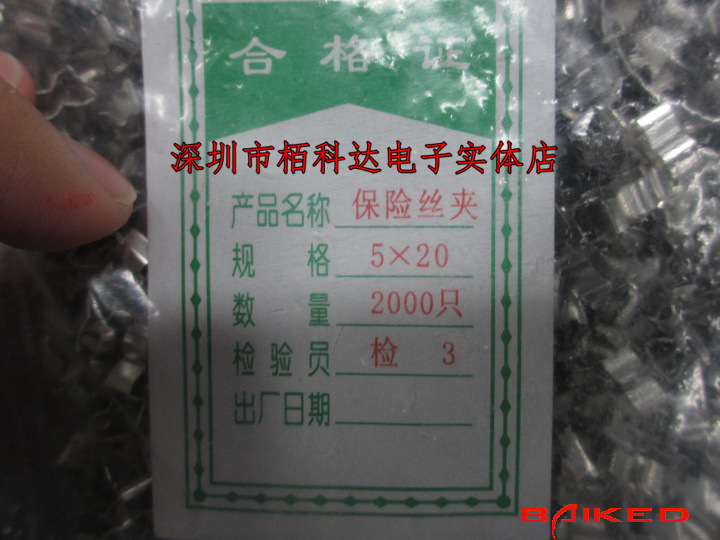 合格证
深圳市栢科达电子实体店
产品名称 保险丝夹
规格 5×20
数量 2000只
检验员 检 3
出厂日期
BAIKED